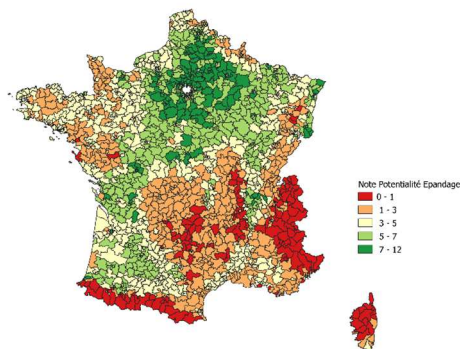 Note Potentialité Epandage
0 - 1
1 - 3
3 - 5
5 - 7
7 - 12